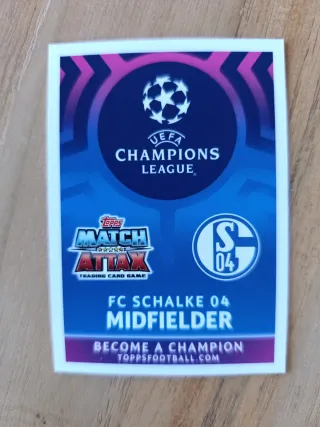 UEFA
CHAMPIONS
LEAGUE
TOPPS
MATCH
ATTAX
TRADING CARD GAME
S
04
FC SCHALKE 04
MIDFIELDER
BECOME A CHAMPION
TOPPSFOOTBALL.COM